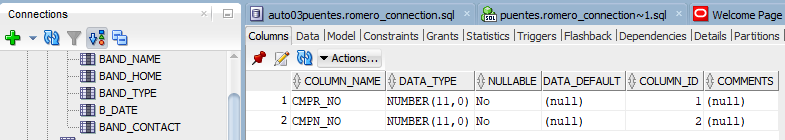 Connections
BAND_NAME
BAND_HOME
BAND_TYPE
B_DATE
BAND_CONTACT
auto03puentes.romero_connection.sql
puentes.romero_connection~1.sql
Welcome Page
Columns Data Model Constraints Grants Statistics Triggers Flashback Dependencies Details Partitions
Actions...
COLUMN_NAME DATA_TYPE NULLABLE DATA_DEFAULT COLUMN_ID COMMENTS
1 CMPR_NO NUMBER(11,0) No (null) 1 (null)
2 CMPN_NO NUMBER(11,0) No (null) 2 (null)